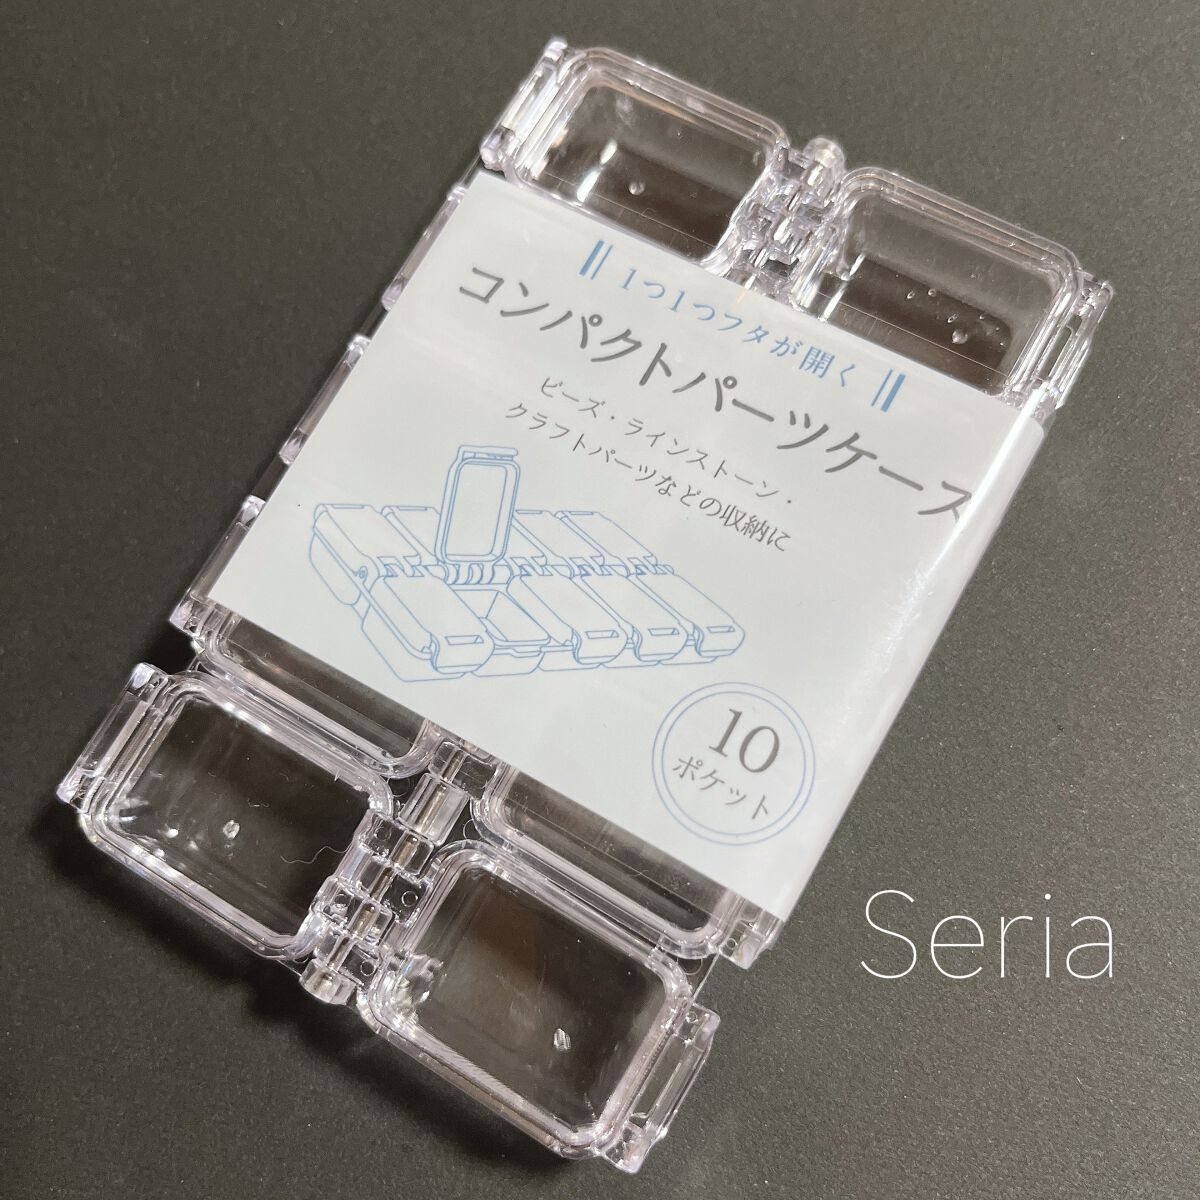 1つ1つフタが開く
コンパクトパーツケース
ビーズ・ラインストーン・
クラフトパーツなどの収納に
10
ポケット
Seria